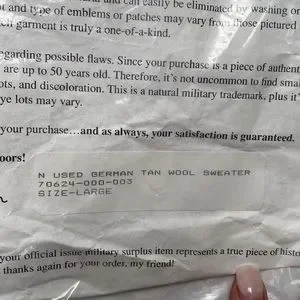 and can easily be eliminated by washing or
t and type of emblems or patches may vary from those pictured
ch garment is truly a one-of-a-kind.
egarding possible flaws. Since your purchase is a piece of authent
are up to 50 years old. Therefore, it's not uncommon to find smal
ots, and discoloration. This is a natural military trademark, plus it's
ye lots may vary.
your purchase...and as always, your satisfaction is guaranteed.
oors!
N USED GERMAN TAN WOOL SWEATER
70624-000-003
SIZE-LARGE
your official issue military surplus item represents a true piece of histo
thanks again for your order, my friend!